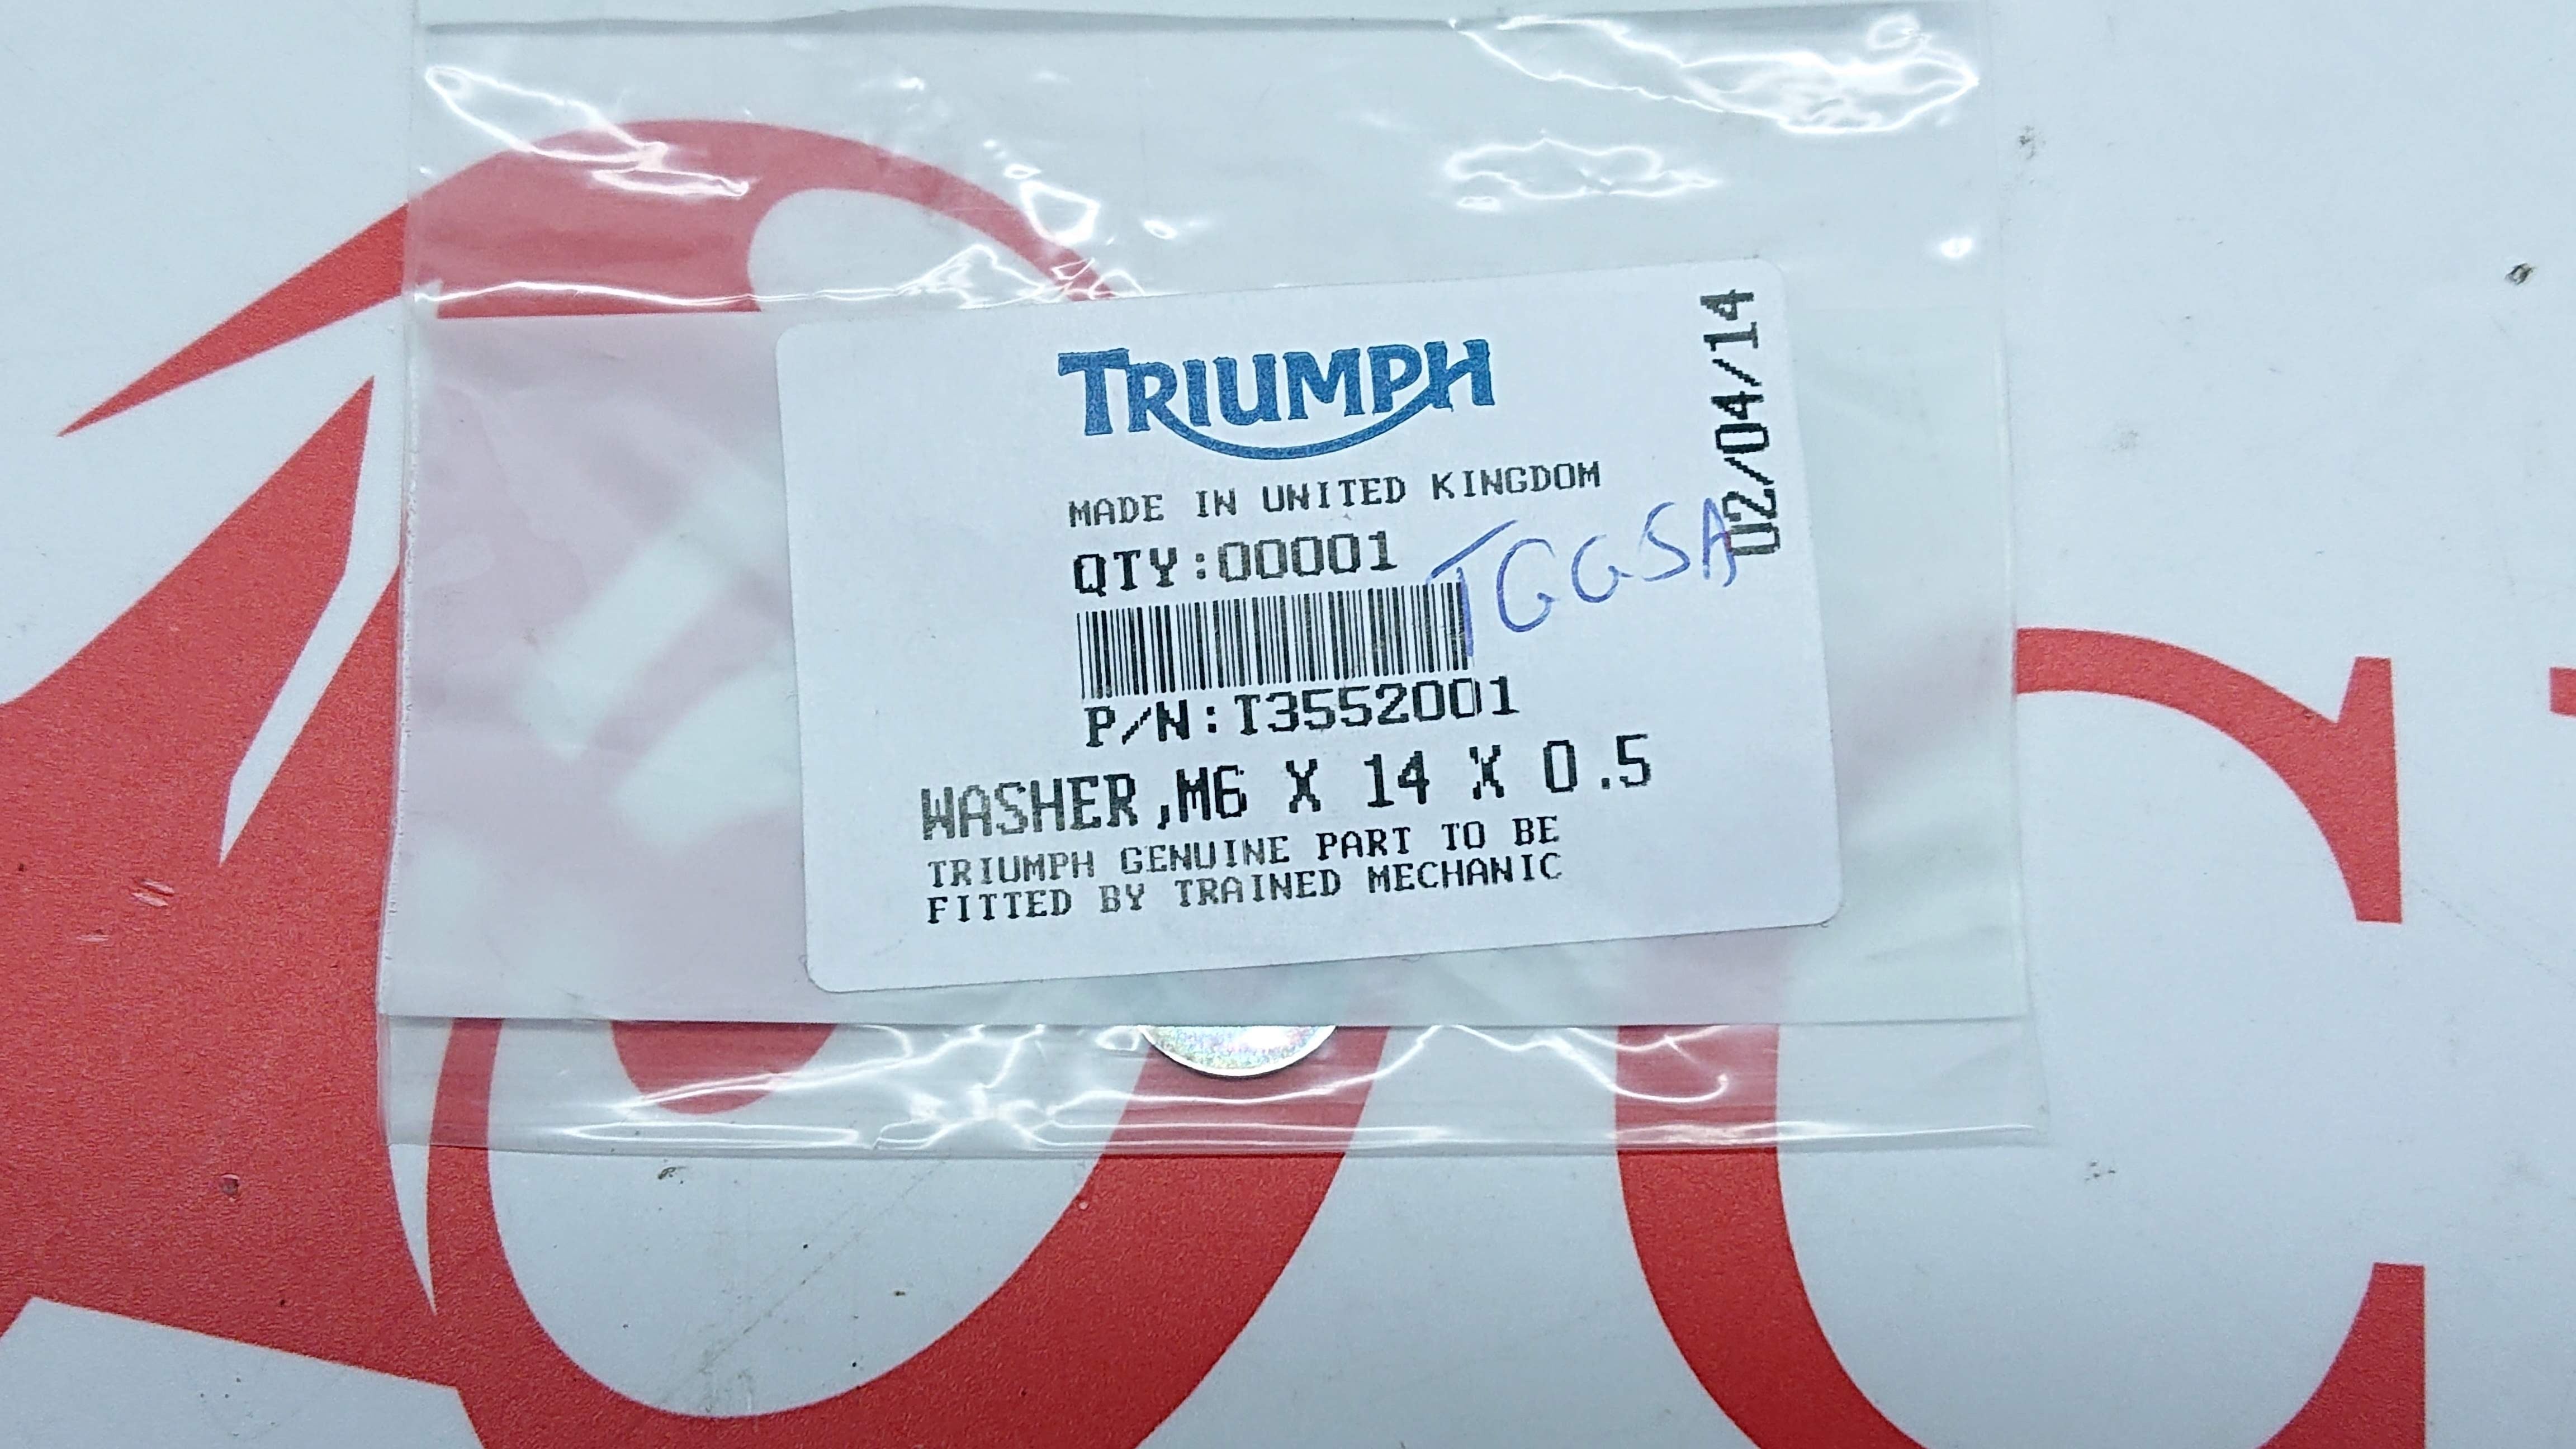 TRIUMPH
MADE IN UNITED KINGDOM
QTY:00001
P/N:T3552001
WASHER,M6 X 14 X 0.5
TRIUMPH GENUINE PART TO BE
FITTED BY TRAINED MECHANIC
02/04/14